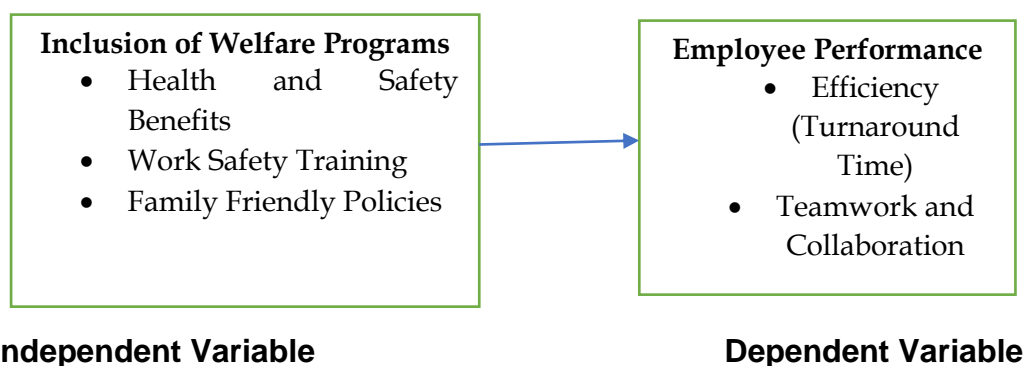 Inclusion of Welfare Programs
• Health and Safety
Benefits
• Work Safety Training
• Family Friendly Policies
Employee Performance
• Efficiency
(Turnaround
Time)
• Teamwork and
Collaboration
ndependent Variable
Dependent Variable